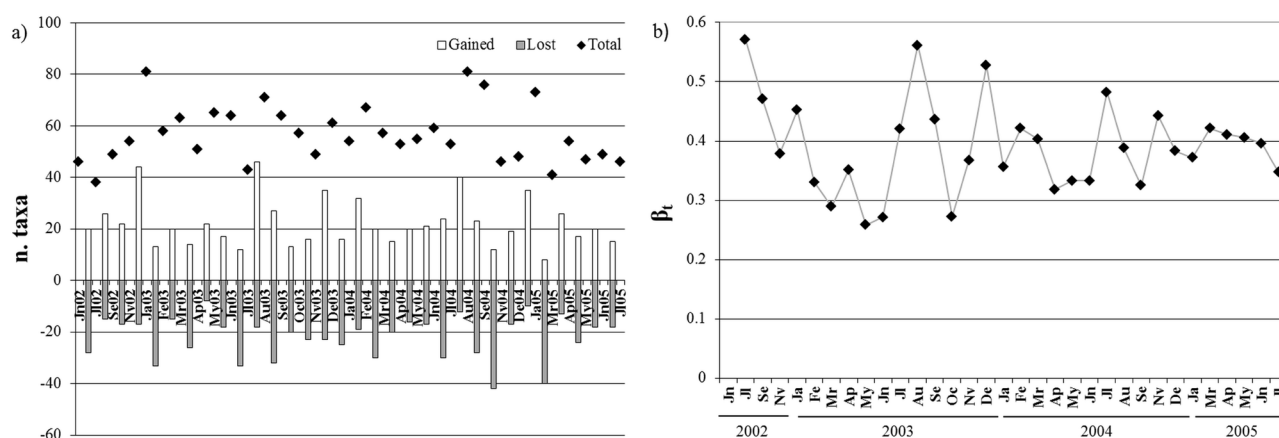 a)
100
80
60
40
20
0
-20
-40
-60
n. taxa
Gained Lost Total
Jn02 Jl02 Se02 Nv02 Ja03 Fe03 Mr03 Ap03 My03 Jn03 Jl03 Au03 Se03 Oc03 Nv03 De03 Ja04 Fe04 Mr04 Ap04 My04 Jn04 Jl04 Au04 Se04 Nv04 De04 Ja05 Mr05 Ap05 My05 Jn05 Jl05
b)
0.6
0.5
0.4
0.3
0.2
0.1
0
βt
Jn Jl Se Nv Ja Fe Mr Ap My Jn Jl Au Se Oc Nv De Ja Fe Mr Ap My Jn Jl Au Se Nv De Ja Mr Ap My Jn Jl
2002 2003 2004 2005